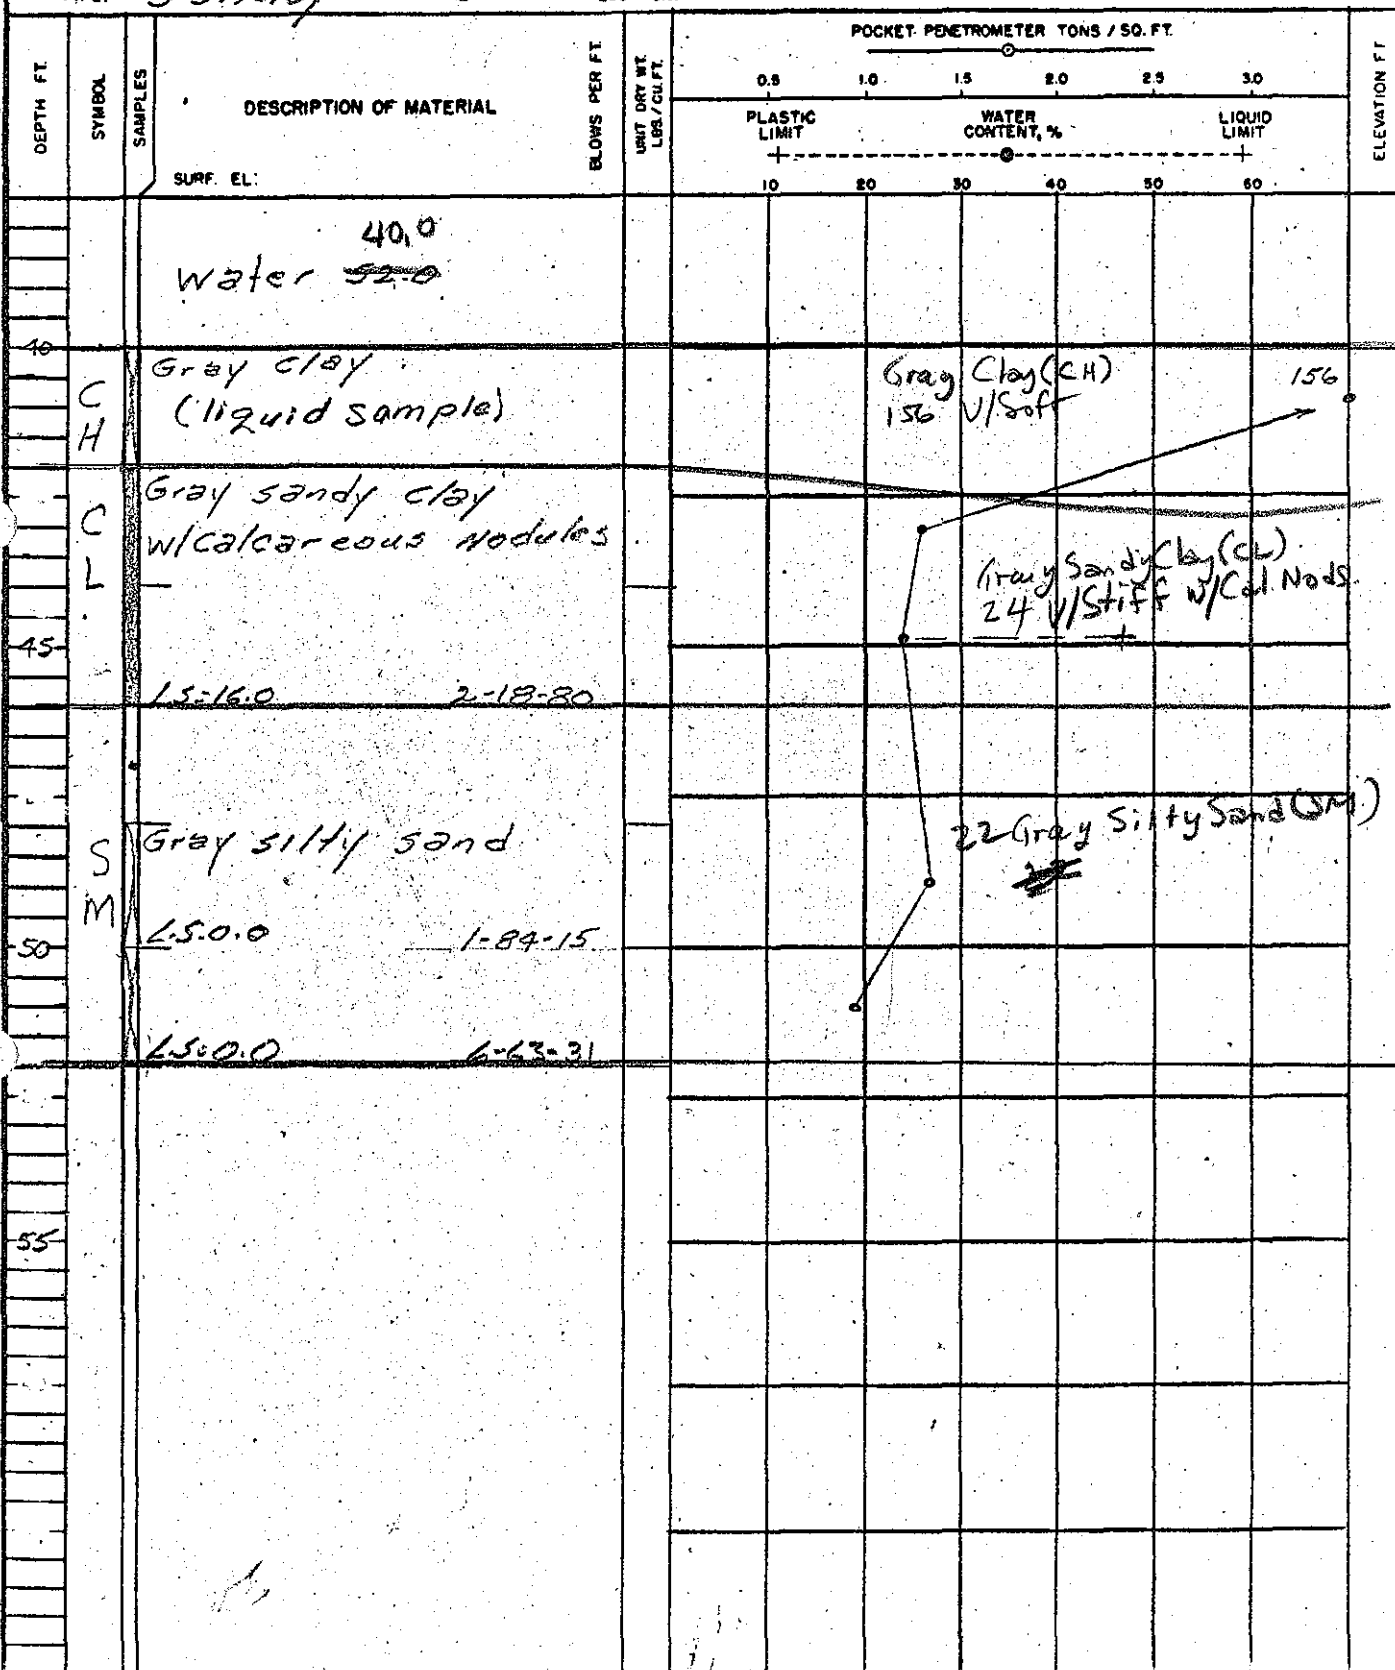 POCKET PENETROMETER TONS / SQ. FT.
0.5 1.0 1.5 2.0 2.5 3.0
DEPTH FT.
SYMBOL
SAMPLES
DESCRIPTION OF MATERIAL
SURF. EL:
BLOWS PER FT.
UNIT DRY WT.
LBS./CU.FT.
PLASTIC
LIMIT
WATER
CONTENT, %
LIQUID
LIMIT
10 20 30 40 50 60
ELEVATION FT
40.0
Water 52.0
40
CH
Gray clay
(liquid sample)
Gray Clay (CH)
156 V/Soft
156
CL
Gray sandy clay
w/Calcareous Nodules
Gray Sandy Clay (CL)
24 V/Stiff w/Cal. Nods.
45
LS=16.0 2-18-80
SM
Gray silty sand
22 Gray Silty Sand (SM)
L.S.0.0 1-84-15
50
L.S=0.0 6-63-31
55